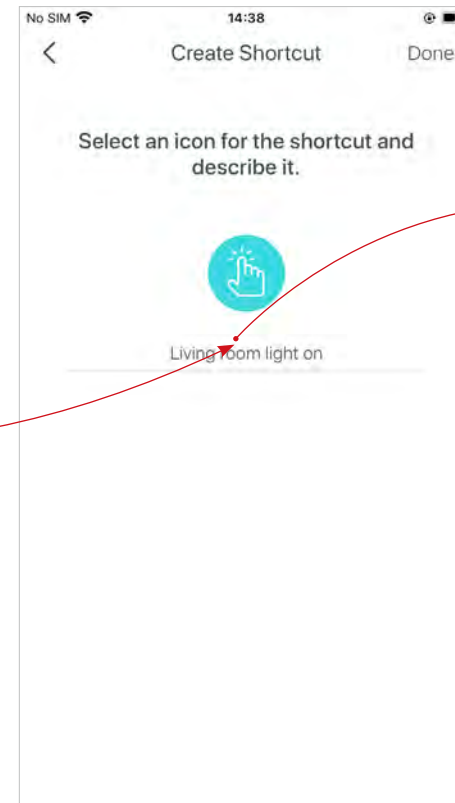 No SIM 14:38
Create Shortcut Done
Select an icon for the shortcut and
describe it.
Living room light on